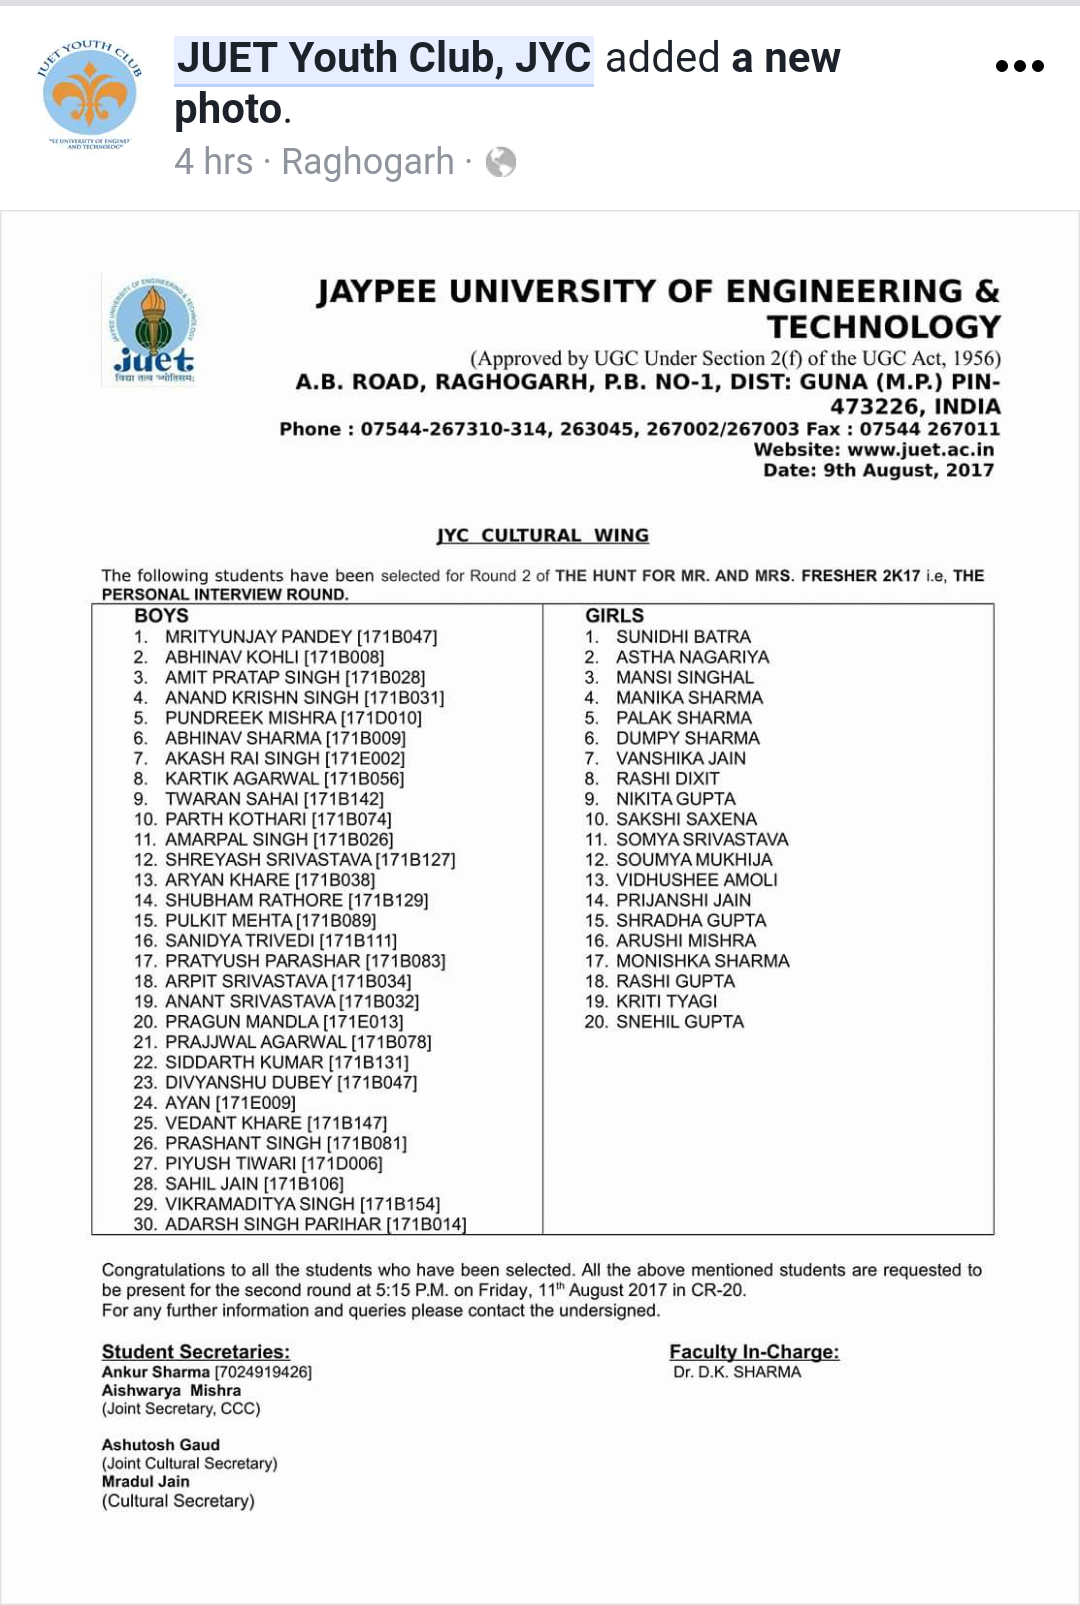 JUET YOUTH CLUB
AND TECHNOLOGY
JUET Youth Club, JYC added a new
photo.
4 hrs · Raghogarh ·
JAYPEE UNIVERSITY OF ENGINEERING & TECHNOLOGY
juet
JAYPEE UNIVERSITY OF ENGINEERING &
TECHNOLOGY
(Approved by UGC Under Section 2(f) of the UGC Act, 1956)
A.B. ROAD, RAGHOGARH, P.B. NO-1, DIST: GUNA (M.P.) PIN-
473226, INDIA
Phone : 07544-267310-314, 263045, 267002/267003 Fax : 07544 267011
Website: www.juet.ac.in
Date: 9th August, 2017
JYC CULTURAL WING
The following students have been selected for Round 2 of THE HUNT FOR MR. AND MRS. FRESHER 2K17 i.e, THE
PERSONAL INTERVIEW ROUND.
BOYS
1. MRITYUNJAY PANDEY [171B047]
2. ABHINAV KOHLI [171B008]
3. AMIT PRATAP SINGH [171B028]
4. ANAND KRISHN SINGH [171B031]
5. PUNDREEK MISHRA [171D010]
6. ABHINAV SHARMA [171B009]
7. AKASH RAI SINGH [171E002]
8. KARTIK AGARWAL [171B056]
9. TWARAN SAHAI [171B142]
10. PARTH KOTHARI [171B074]
11. AMARPAL SINGH [171B026]
12. SHREYASH SRIVASTAVA [171B127]
13. ARYAN KHARE [171B038]
14. SHUBHAM RATHORE [171B129]
15. PULKIT MEHTA [171B089]
16. SANIDYA TRIVEDI [171B111]
17. PRATYUSH PARASHAR [171B083]
18. ARPIT SRIVASTAVA [171B034]
19. ANANT SRIVASTAVA [171B032]
20. PRAGUN MANDLA [171E013]
21. PRAJJWAL AGARWAL [171B078]
22. SIDDARTH KUMAR [171B131]
23. DIVYANSHU DUBEY [171B047]
24. AYAN [171E009]
25. VEDANT KHARE [171B147]
26. PRASHANT SINGH [171B081]
27. PIYUSH TIWARI [171D006]
28. SAHIL JAIN [171B106]
29. VIKRAMADITYA SINGH [171B154]
30. ADARSH SINGH PARIHAR [171B014]
GIRLS
1. SUNIDHI BATRA
2. ASTHA NAGARIYA
3. MANSI SINGHAL
4. MANIKA SHARMA
5. PALAK SHARMA
6. DUMPY SHARMA
7. VANSHIKA JAIN
8. RASHI DIXIT
9. NIKITA GUPTA
10. SAKSHI SAXENA
11. SOMYA SRIVASTAVA
12. SOUMYA MUKHIJA
13. VIDHUSHEE AMOLI
14. PRIJANSHI JAIN
15. SHRADHA GUPTA
16. ARUSHI MISHRA
17. MONISHKA SHARMA
18. RASHI GUPTA
19. KRITI TYAGI
20. SNEHIL GUPTA
Congratulations to all the students who have been selected. All the above mentioned students are requested to
be present for the second round at 5:15 P.M. on Friday, 11th August 2017 in CR-20.
For any further information and queries please contact the undersigned.
Student Secretaries:
Ankur Sharma [7024919426]
Aishwarya Mishra
(Joint Secretary, CCC)
Ashutosh Gaud
(Joint Cultural Secretary)
Mradul Jain
(Cultural Secretary)
Faculty In-Charge:
Dr. D.K. SHARMA